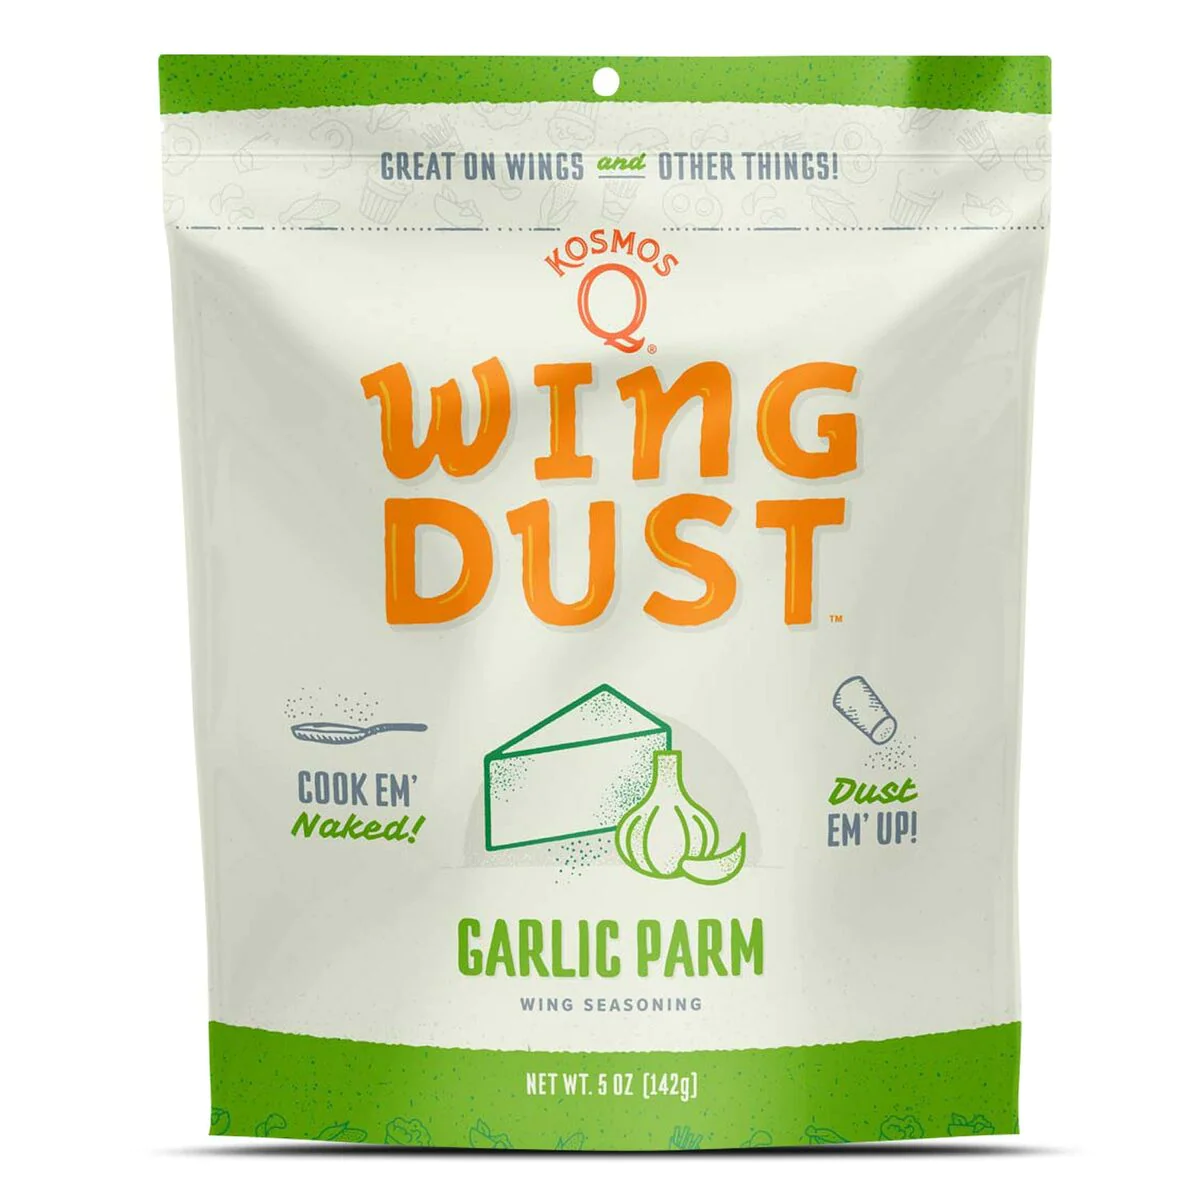 GREAT ON WINGS and OTHER THINGS!
KOSMOS
Q®
WING
DUST™
COOK EM'
Naked!
Dust
EM' UP!
GARLIC PARM
WING SEASONING
NET WT. 5 OZ (142g)